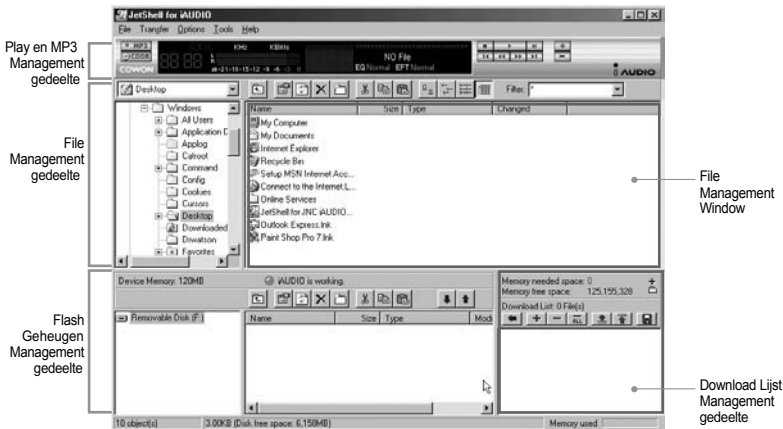 JetShell for iAUDIO
File Transfer Options Tools Help
Play en MP3
Management
gedeelte
MP3
COOK
COWON
KHz KBit/s
L
R
NO File
EQ Normal EFT Normal
iAUDIO
Desktop
Filter: *
File
Management
gedeelte
Windows
All Users
Application D
Applog
Catroot
Command
Config
Cookies
Cursors
Desktop
Downloaded
Drwatson
Favorites
Name Size Type Changed
My Computer
My Documents
Internet Explorer
Recycle Bin
Setup MSN Internet Acc...
Connect to the Internet.L...
Online Services
JetShell for JNC iAUDIO...
Outlook Express.lnk
Paint Shop Pro 7.lnk
File
Management
Window
Device Memory: 120MB
iAUDIO is working.
Memory needed space: 0
Memory free space: 125,155,328
Download List: 0 File(s)
ALL
Flash
Geheugen
Management
gedeelte
Removable Disk (F:)
Name Size Type Modi
Download Lijst
Management
gedeelte
10 object(s) 3.00KB (Disk free space: 6,150MB) Memory used